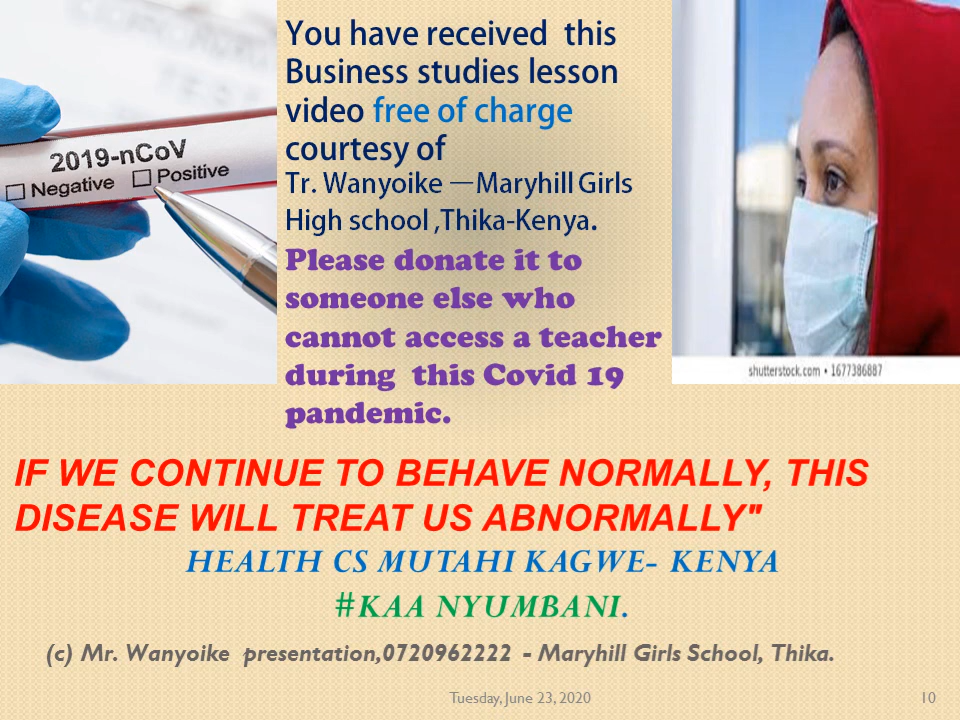 2019-nCoV
Negative
Positive
You have received this
Business studies lesson
video free of charge
courtesy of
Tr. Wanyoike —Maryhill Girls
High school ,Thika-Kenya.
Please donate it to
someone else who
cannot access a teacher
during this Covid 19
pandemic.
shutterstock.com • 1677386887
IF WE CONTINUE TO BEHAVE NORMALLY, THIS
DISEASE WILL TREAT US ABNORMALLY"
HEALTH CS MUTAHI KAGWE- KENYA
#KAA NYUMBANI.
(c) Mr. Wanyoike presentation,0720962222 - Maryhill Girls School, Thika.
Tuesday, June 23, 2020
10